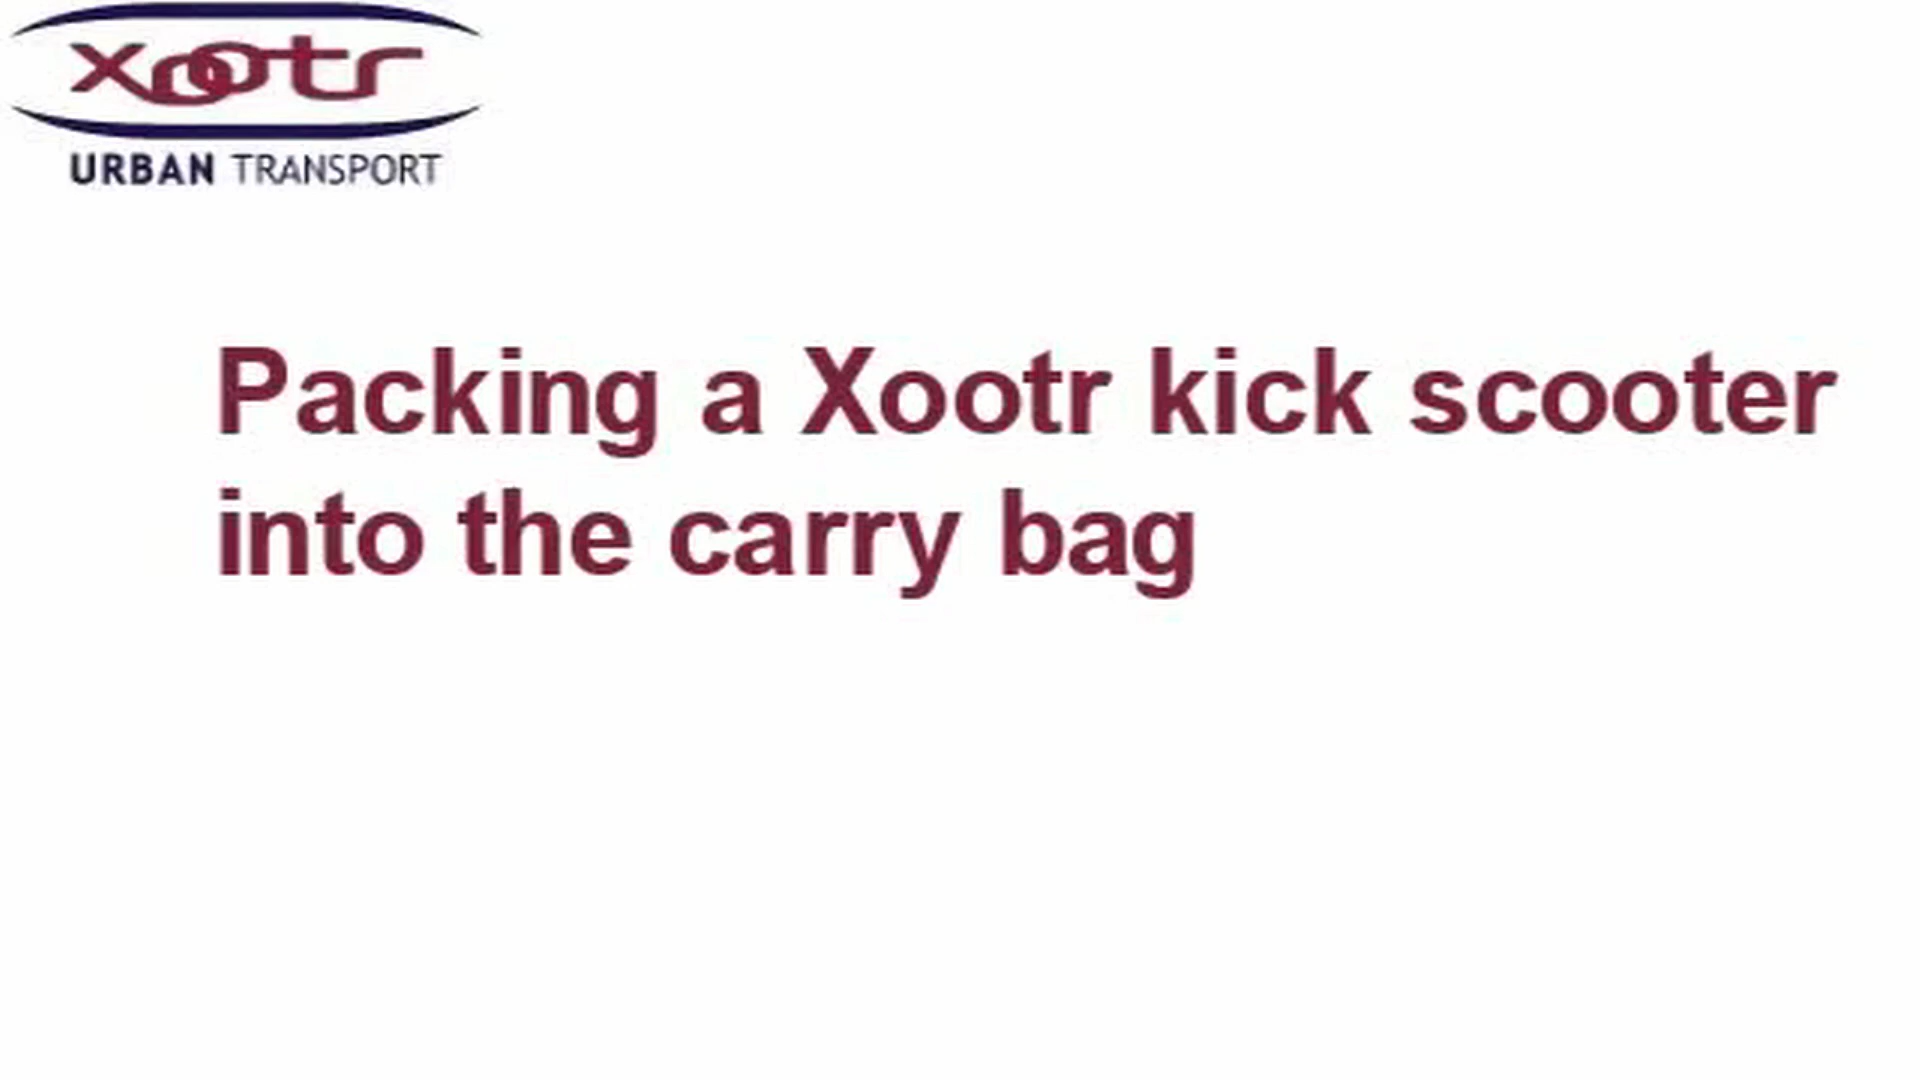 xootr
URBAN TRANSPORT
Packing a Xootr kick scooter
into the carry bag